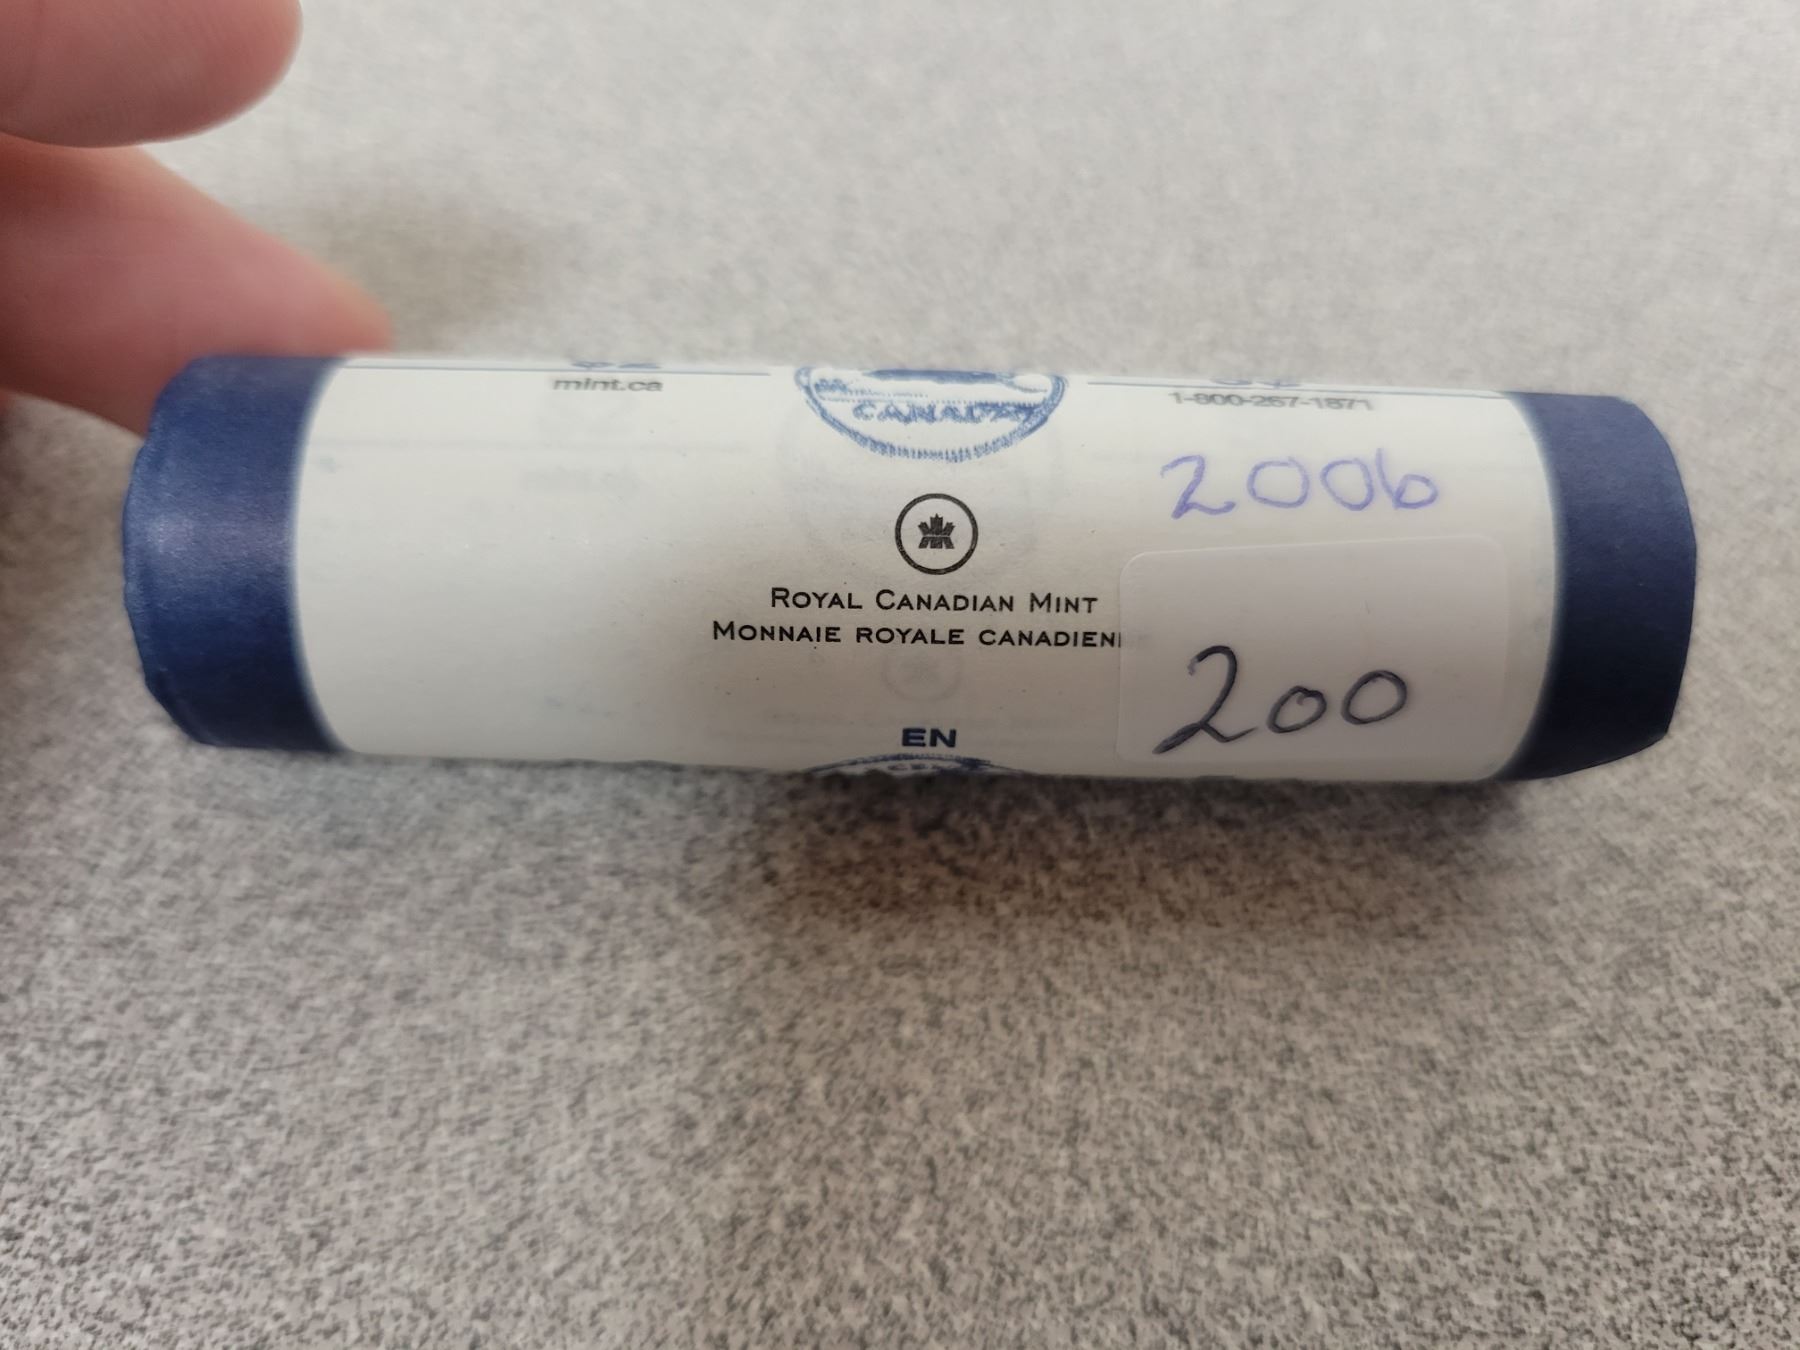 mint.ca
1-800-267-1871
CANADA
2006
ROYAL CANADIAN MINT
MONNAIE ROYALE CANADIEN
200
EN